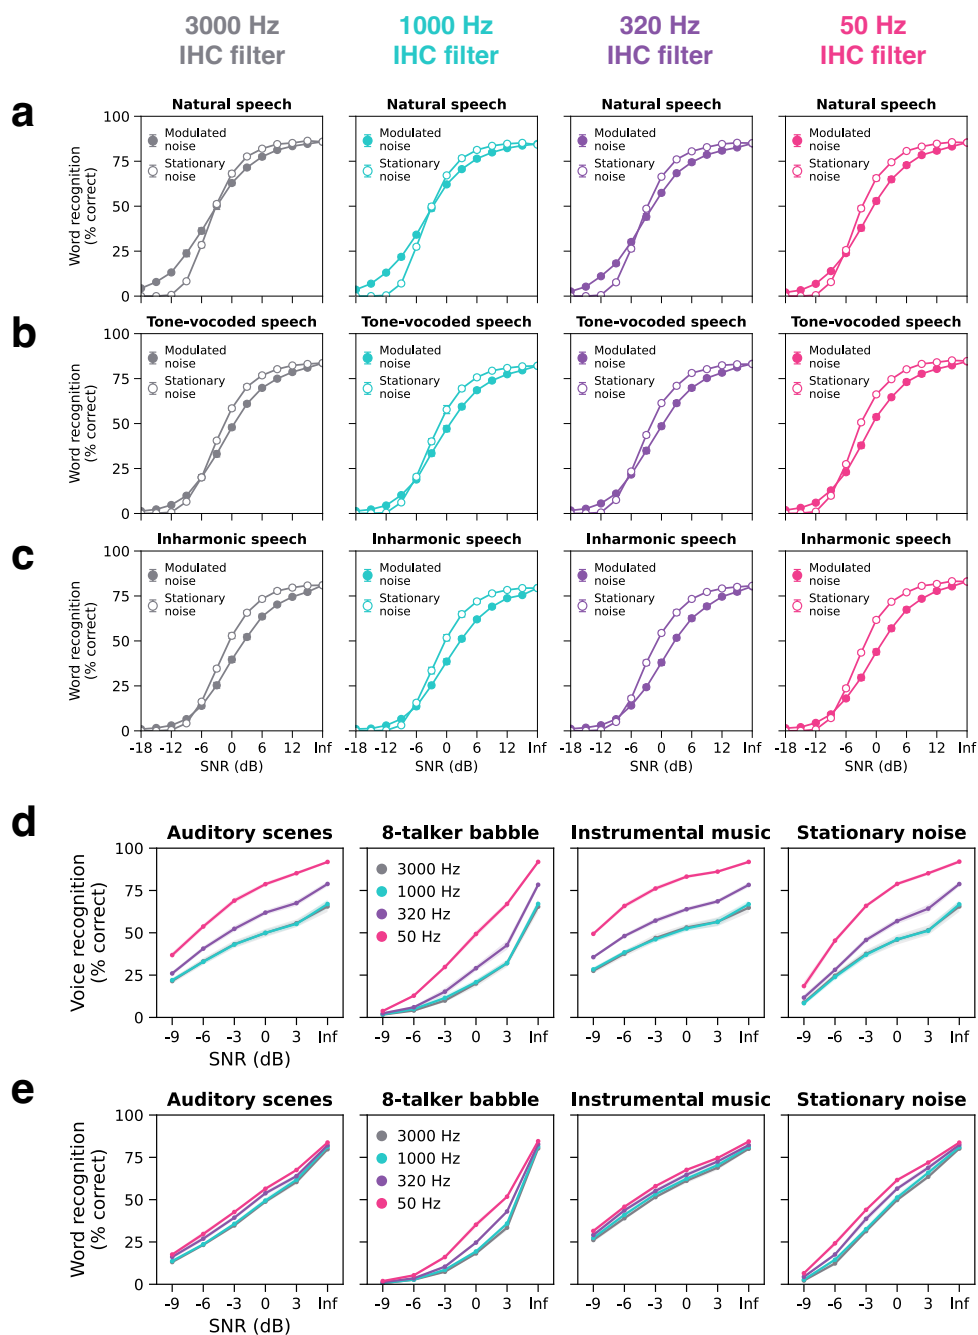 3000 Hz IHC filter
1000 Hz IHC filter
320 Hz IHC filter
50 Hz IHC filter
a
Natural speech
Natural speech
Natural speech
Natural speech
Word recognition (% correct)
100
75
50
25
0
Modulated noise
Stationary noise
Modulated noise
Stationary noise
Modulated noise
Stationary noise
Modulated noise
Stationary noise
b
Tone-vocoded speech
Tone-vocoded speech
Tone-vocoded speech
Tone-vocoded speech
Word recognition (% correct)
100
75
50
25
0
Modulated noise
Stationary noise
Modulated noise
Stationary noise
Modulated noise
Stationary noise
Modulated noise
Stationary noise
c
Inharmonic speech
Inharmonic speech
Inharmonic speech
Inharmonic speech
Word recognition (% correct)
100
75
50
25
0
Modulated noise
Stationary noise
Modulated noise
Stationary noise
Modulated noise
Stationary noise
Modulated noise
Stationary noise
-18 -12 -6 0 6 12 Inf
-18 -12 -6 0 6 12 Inf
-18 -12 -6 0 6 12 Inf
-18 -12 -6 0 6 12 Inf
SNR (dB)
SNR (dB)
SNR (dB)
SNR (dB)
d
Auditory scenes
8-talker babble
Instrumental music
Stationary noise
Voice recognition (% correct)
100
75
50
25
0
3000 Hz
1000 Hz
320 Hz
50 Hz
-9 -6 -3 0 3 Inf
-9 -6 -3 0 3 Inf
-9 -6 -3 0 3 Inf
-9 -6 -3 0 3 Inf
SNR (dB)
e
Auditory scenes
8-talker babble
Instrumental music
Stationary noise
Word recognition (% correct)
100
75
50
25
0
3000 Hz
1000 Hz
320 Hz
50 Hz
-9 -6 -3 0 3 Inf
-9 -6 -3 0 3 Inf
-9 -6 -3 0 3 Inf
-9 -6 -3 0 3 Inf
SNR (dB)